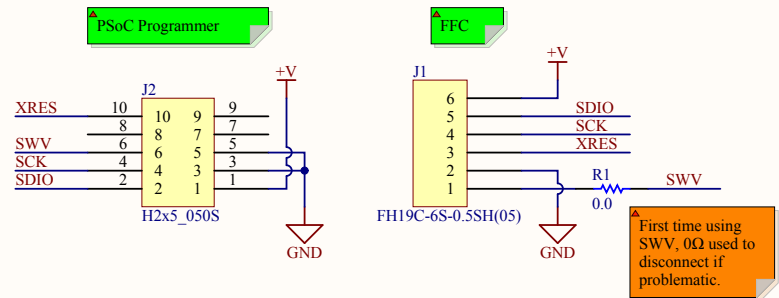 PSoC Programmer
FFC
J2
+V
XRES 10 10 9 9
8 8 7 7
SWV 6 6 5 5
SCK 4 4 3 3
SDIO 2 2 1 1
H2x5_050S
GND
J1
+V
6
5 SDIO
4 SCK
3 XRES
2
1
R1
0.0
SWV
FH19C-6S-0.5SH(05)
GND
First time using
SWV, 0Ω used to
disconnect if
problematic.